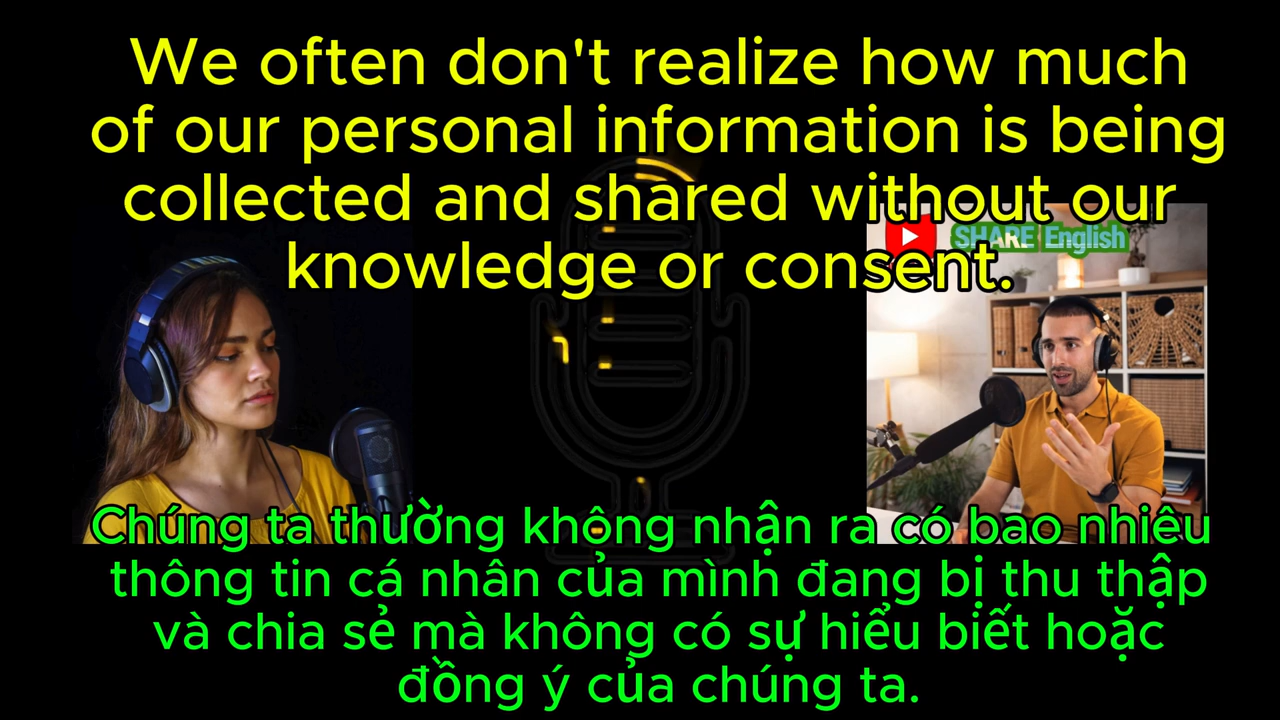 We often don't realize how much
of our personal information is being
collected and shared without our
SHARE English
knowledge or consent.
Chúng ta thường không nhận ra có bao nhiêu
thông tin cá nhân của mình đang bị thu thập
và chia sẻ mà không có sự hiểu biết hoặc
đồng ý của chúng ta.